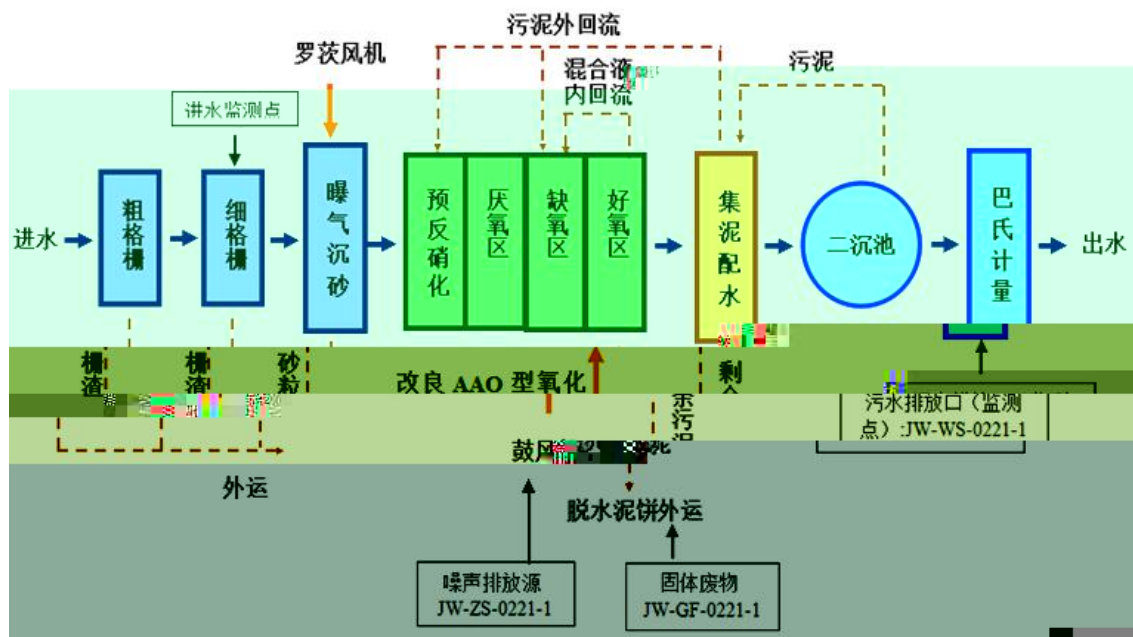 污泥外回流
罗茨风机
混合液
内回流
污泥
进水监测点
进水
粗格栅
细格栅
曝气沉砂
预反硝化
厌氧区
缺氧区
好氧区
集泥配水
二沉池
巴氏计量
出水
栅渣
栅渣
砂粒
改良 AAO 型氧化
剩
污泥
污水排放口（监测
点）:JW-WS-0221-1
鼓风
外运
脱水泥饼外运
噪声排放源
JW-ZS-0221-1
固体废物
JW-GF-0221-1